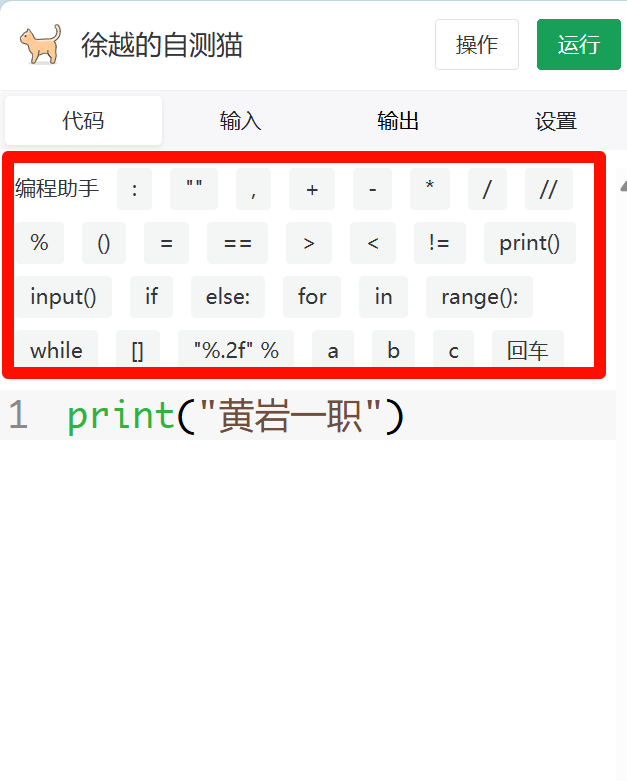 徐越的自测猫 操作 运行
代码 输入 输出 设置
编程助手 : "" , + - * / //
% () = == > < != print()
input() if else: for in range():
while [] "%.2f" % a b c 回车
1 print("黄岩一职")